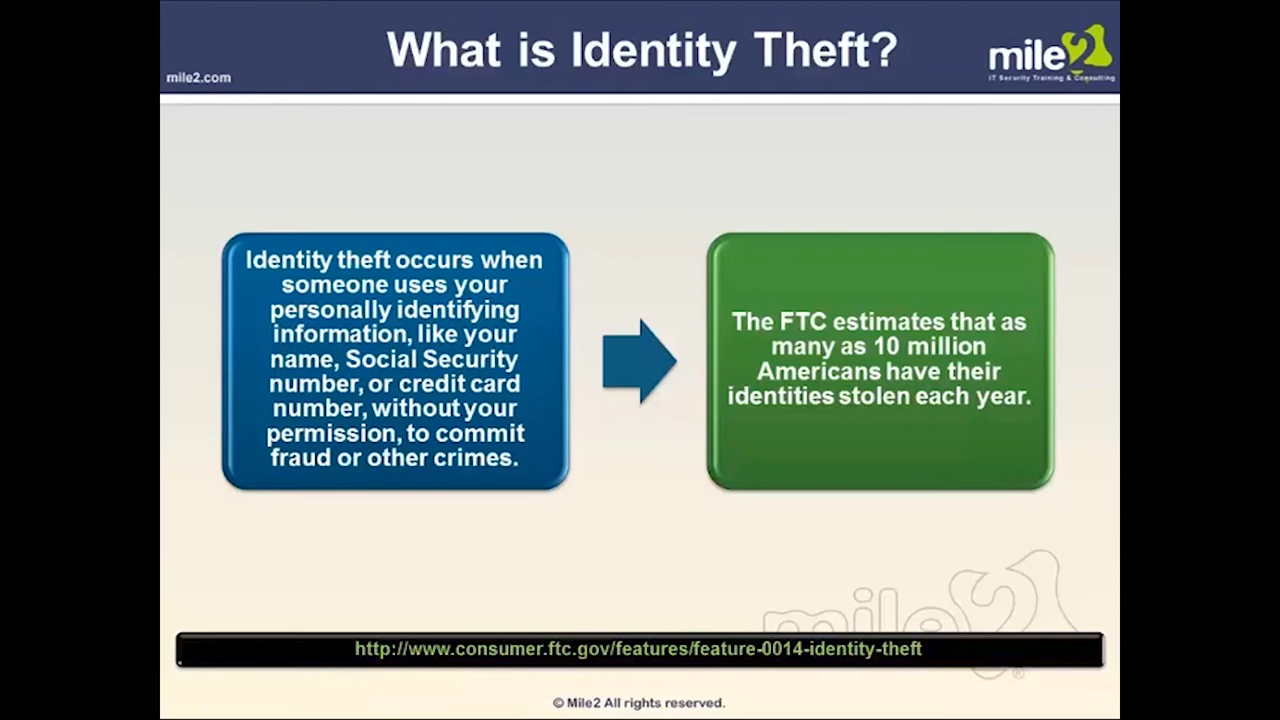 What is Identity Theft?
mile2.com
mile2
IT Security Training & Consulting
Identity theft occurs when
someone uses your
personally identifying
information, like your
name, Social Security
number, or credit card
number, without your
permission, to commit
fraud or other crimes.
The FTC estimates that as
many as 10 million
Americans have their
identities stolen each year.
mile2
http://www.consumer.ftc.gov/features/feature-0014-identity-theft
© Mile2 All rights reserved.